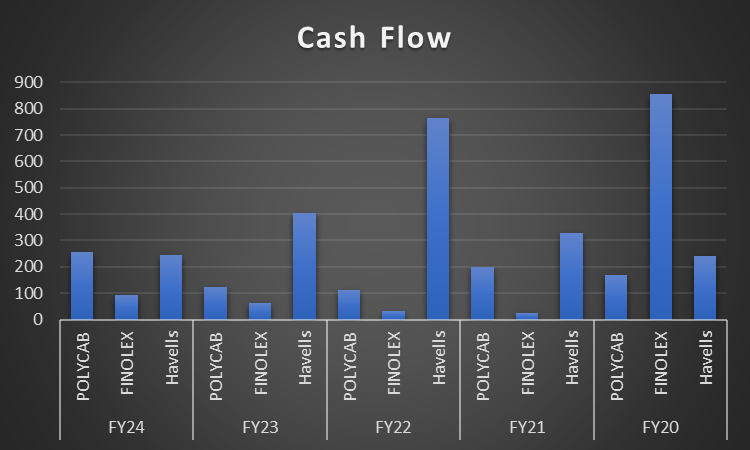 Cash Flow
900
800
700
600
500
400
300
200
100
0
POLYCAB
FINOLEX
Havells
POLYCAB
FINOLEX
Havells
POLYCAB
FINOLEX
Havells
POLYCAB
FINOLEX
Havells
POLYCAB
FINOLEX
Havells
FY24
FY23
FY22
FY21
FY20